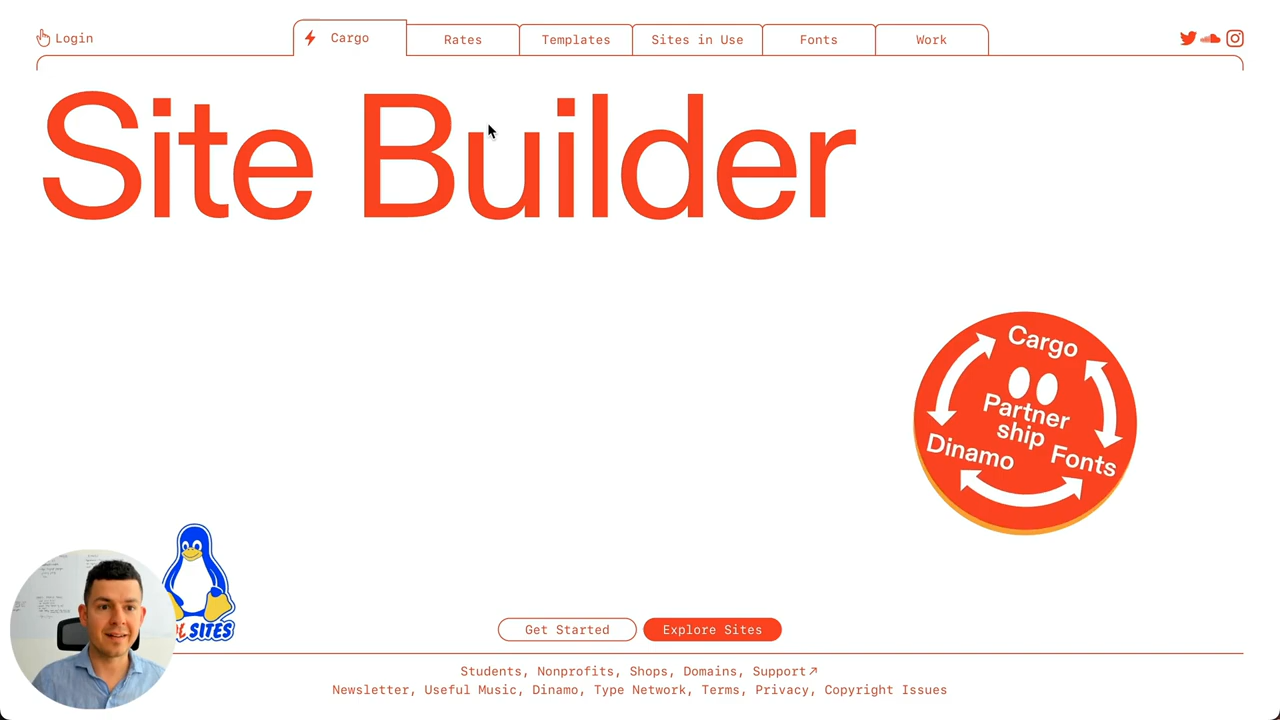 Login
Cargo
Rates
Templates
Sites in Use
Fonts
Work
Site Builder
Cargo
Partner
ship
Dinamo
Fonts
SITES
Get Started
Explore Sites
Students, Nonprofits, Shops, Domains, Support↗
Newsletter, Useful Music, Dinamo, Type Network, Terms, Privacy, Copyright Issues